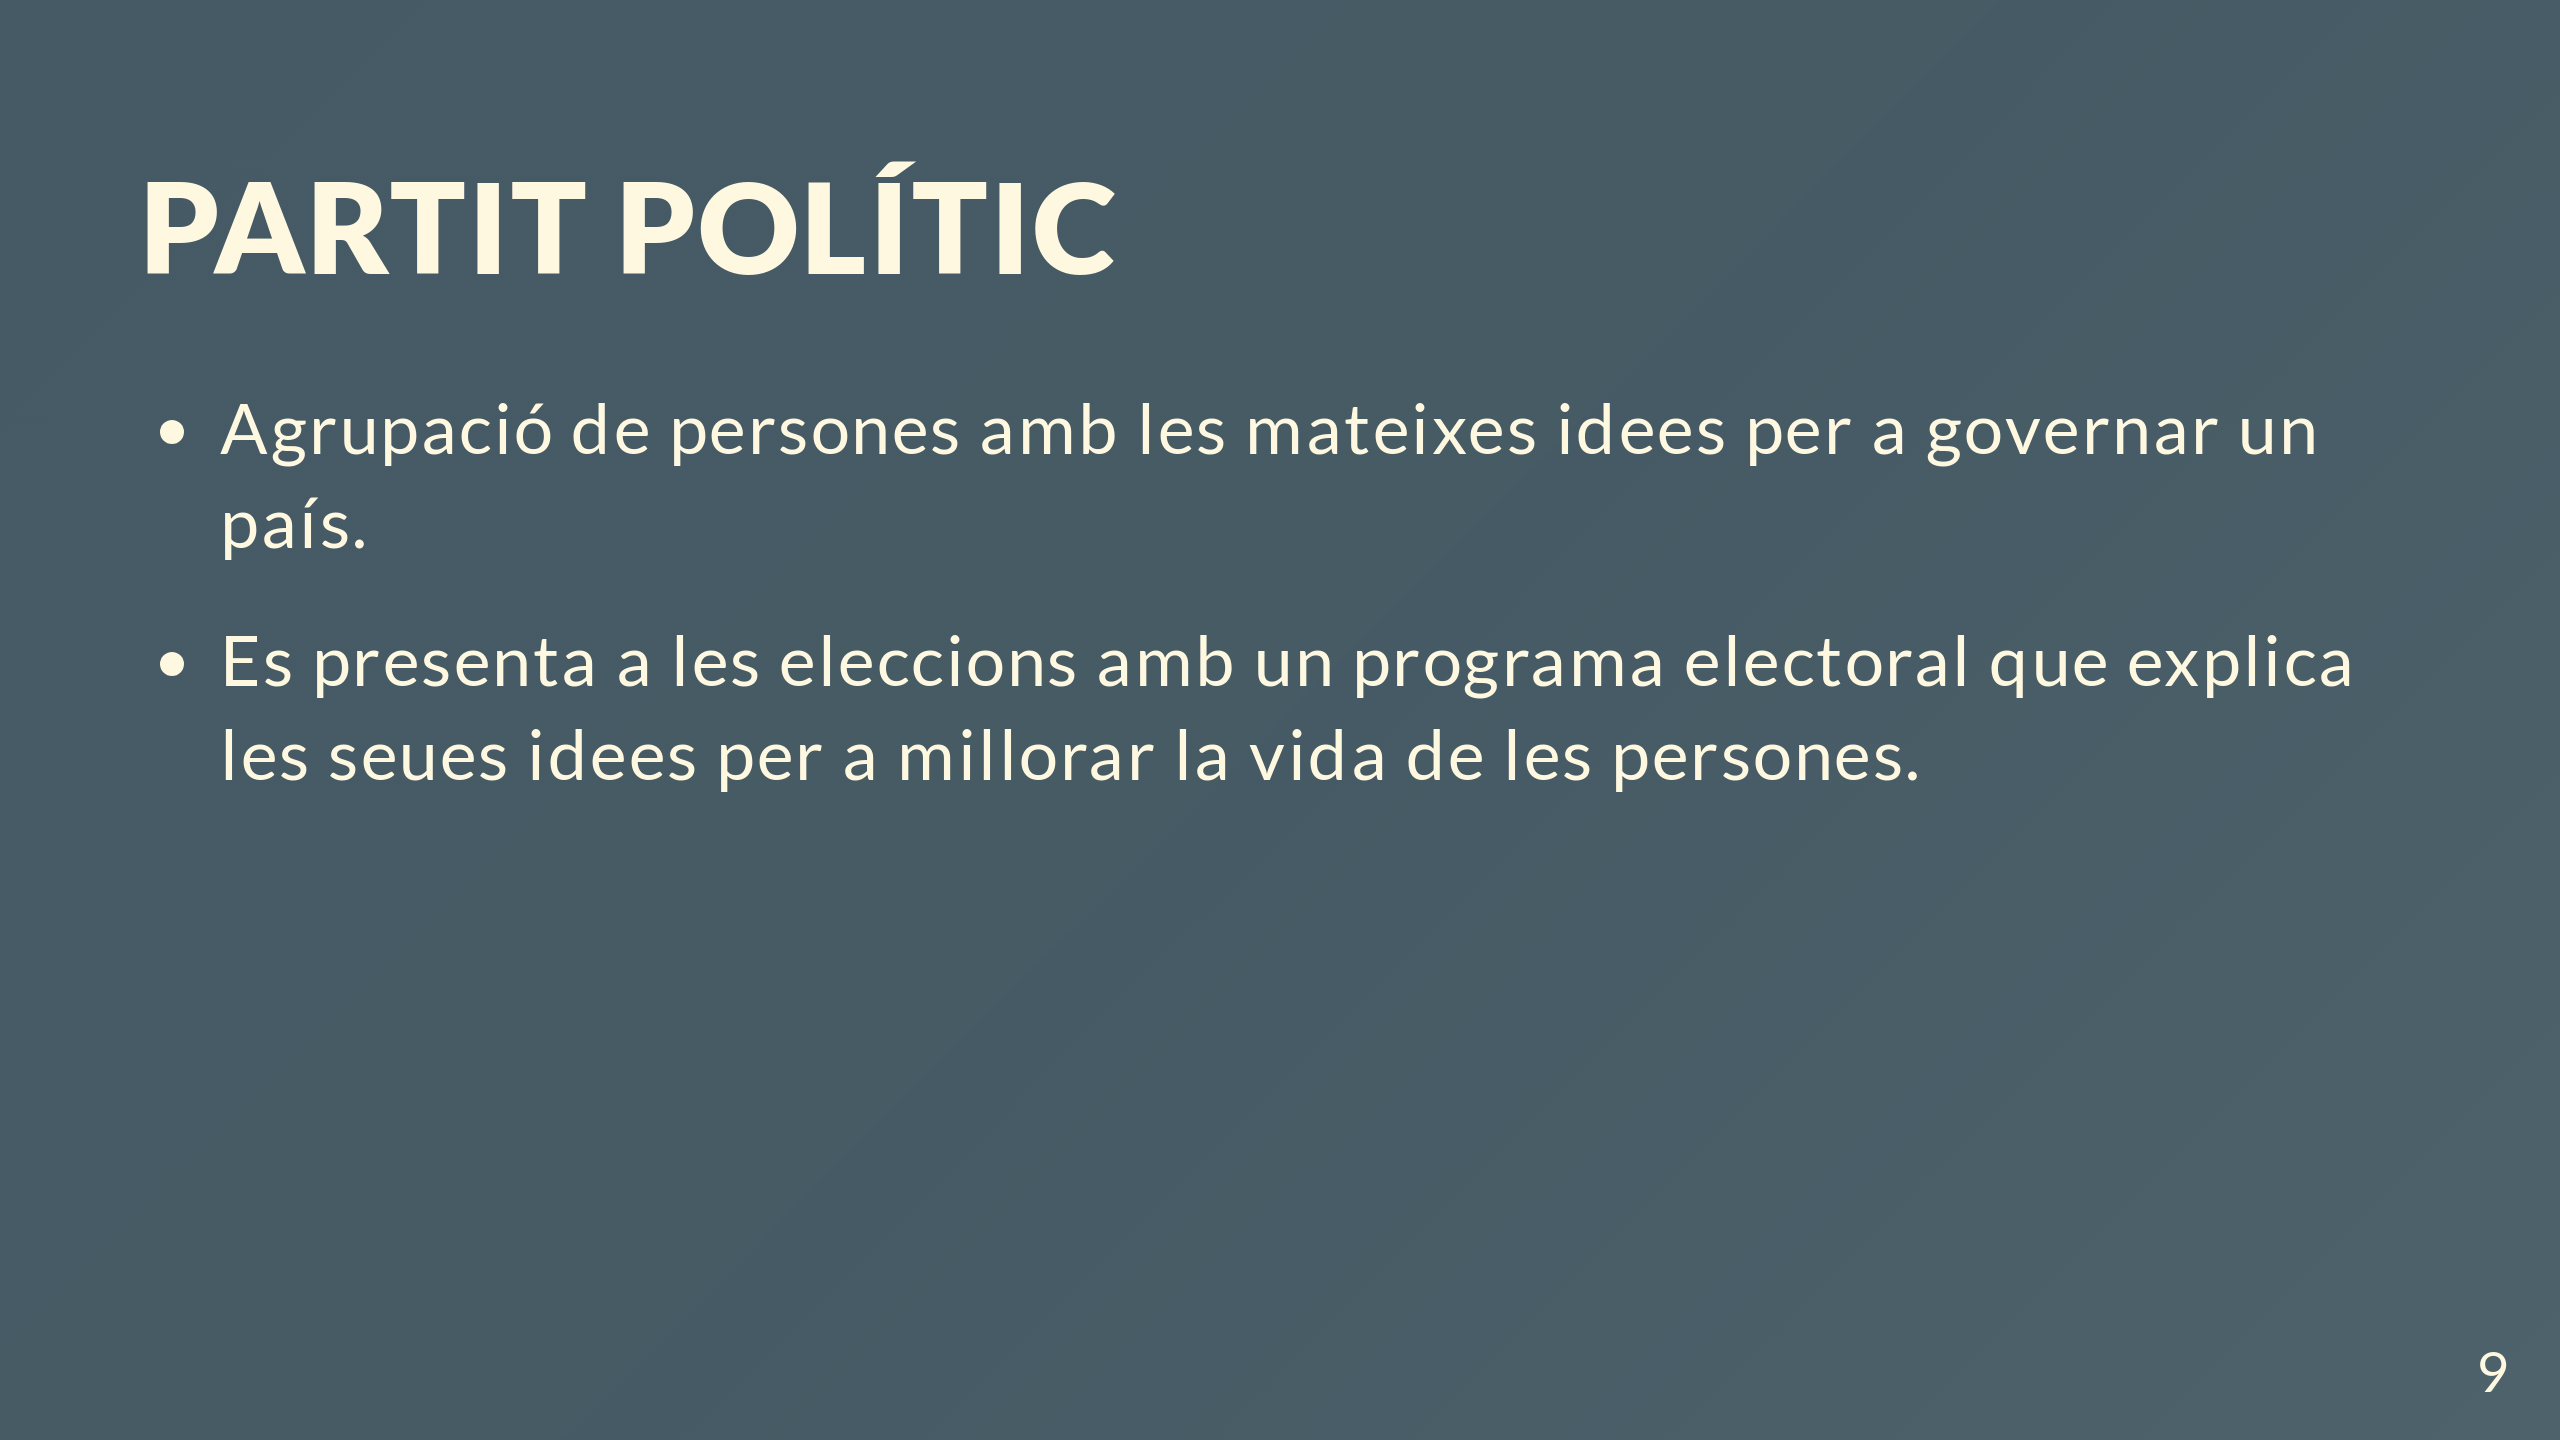 PARTIT POLÍTIC
• Agrupació de persones amb les mateixes idees per a governar un
país.
• Es presenta a les eleccions amb un programa electoral que explica
les seues idees per a millorar la vida de les persones.
9